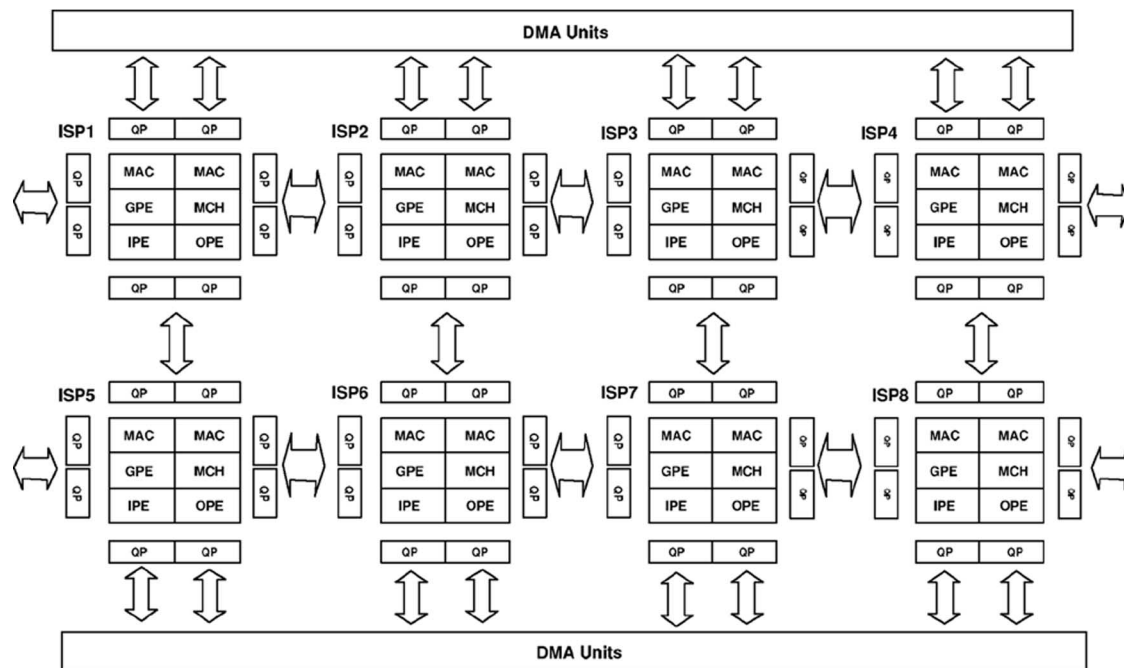 DMA Units
ISP1 QP QP ISP2 QP QP ISP3 QP QP ISP4 QP QP
QP MAC MAC QP QP MAC MAC QP QP MAC MAC QP QP MAC MAC QP
GPE MCH GPE MCH GPE MCH GPE MCH
QP IPE OPE QP QP IPE OPE QP QP IPE OPE QP QP IPE OPE QP
QP QP QP QP QP QP QP QP
ISP5 QP QP ISP6 QP QP ISP7 QP QP ISP8 QP QP
QP MAC MAC QP QP MAC MAC QP QP MAC MAC QP QP MAC MAC QP
GPE MCH GPE MCH GPE MCH GPE MCH
QP IPE OPE QP QP IPE OPE QP QP IPE OPE QP QP IPE OPE QP
QP QP QP QP QP QP QP QP
DMA Units